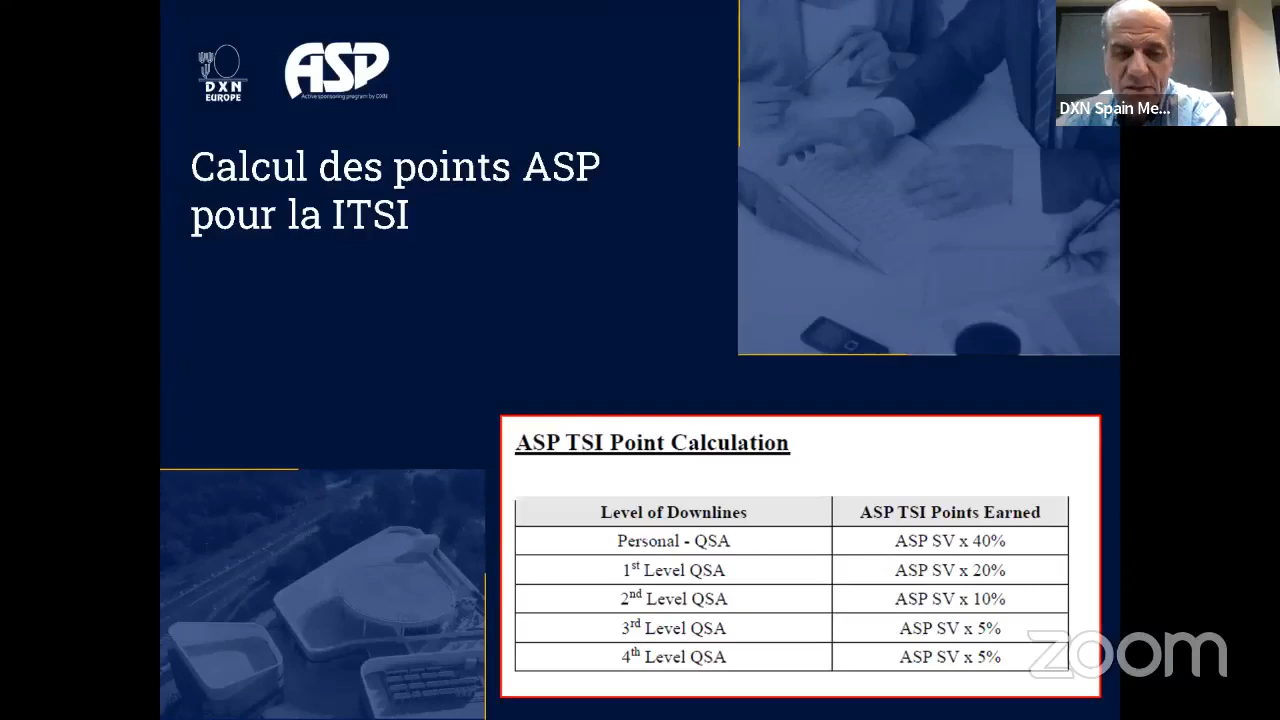 DXN
EUROPE
ASP
Active sponsoring program by DXN
Calcul des points ASP
pour la ITSI
DXN Spain Me...
ASP TSI Point Calculation
Level of Downlines ASP TSI Points Earned
Personal - QSA ASP SV x 40%
1st Level QSA ASP SV x 20%
2nd Level QSA ASP SV x 10%
3rd Level QSA ASP SV x 5%
4th Level QSA ASP SV x 5%
zoom